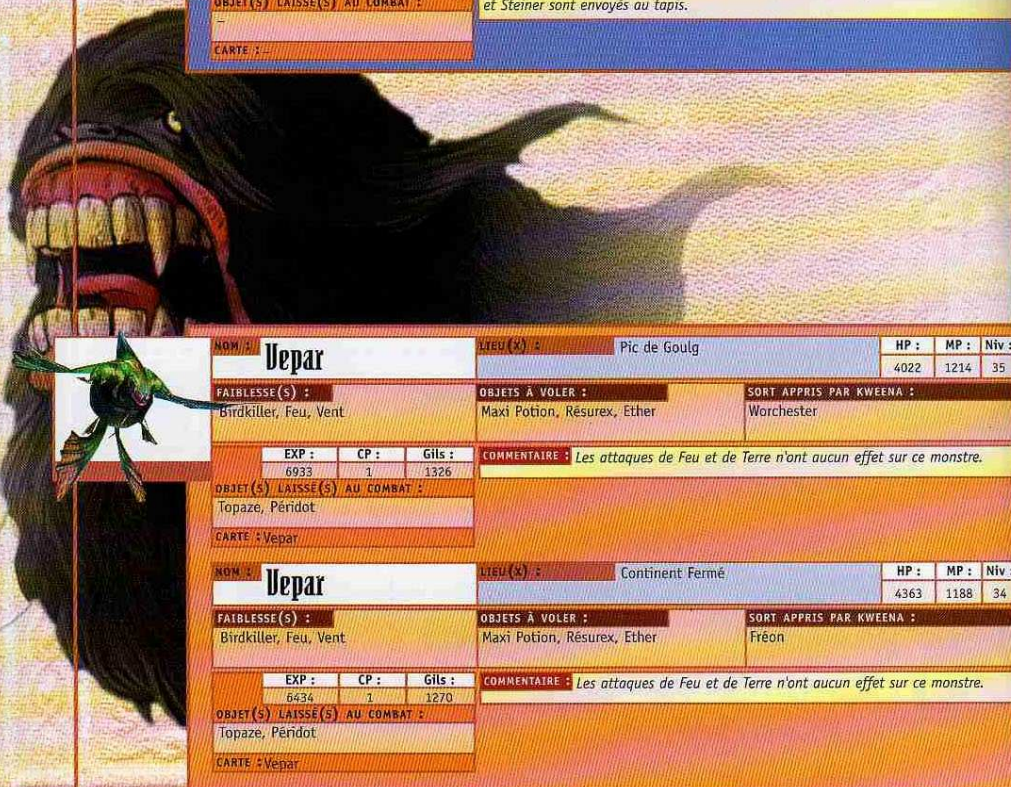 OBJET(S) LAISSÉ(S) AU COMBAT :
et Steiner sont envoyés au tapis.
–
CARTE : –
NOM : Vepar
LIEU(X) : Pic de Goulg
HP : MP : Niv :
4022 1214 35
FAIBLESSE(S) :
Birdkiller, Feu, Vent
OBJETS À VOLER :
Maxi Potion, Résurex, Ether
SORT APPRIS PAR KWEENA :
Worchester
EXP : CP : Gils :
6933 1 1326
COMMENTAIRE : Les attaques de Feu et de Terre n'ont aucun effet sur ce monstre.
OBJET(S) LAISSÉ(S) AU COMBAT :
Topaze, Péridot
CARTE : Vepar
NOM : Vepar
LIEU(X) : Continent Fermé
HP : MP : Niv
4363 1188 34
FAIBLESSE(S) :
Birdkiller, Feu, Vent
OBJETS À VOLER :
Maxi Potion, Résurex, Ether
SORT APPRIS PAR KWEENA :
Fréon
EXP : CP : Gils :
6434 1 1270
COMMENTAIRE : Les attaques de Feu et de Terre n'ont aucun effet sur ce monstre.
OBJET(S) LAISSÉ(S) AU COMBAT :
Topaze, Péridot
CARTE : Vepar